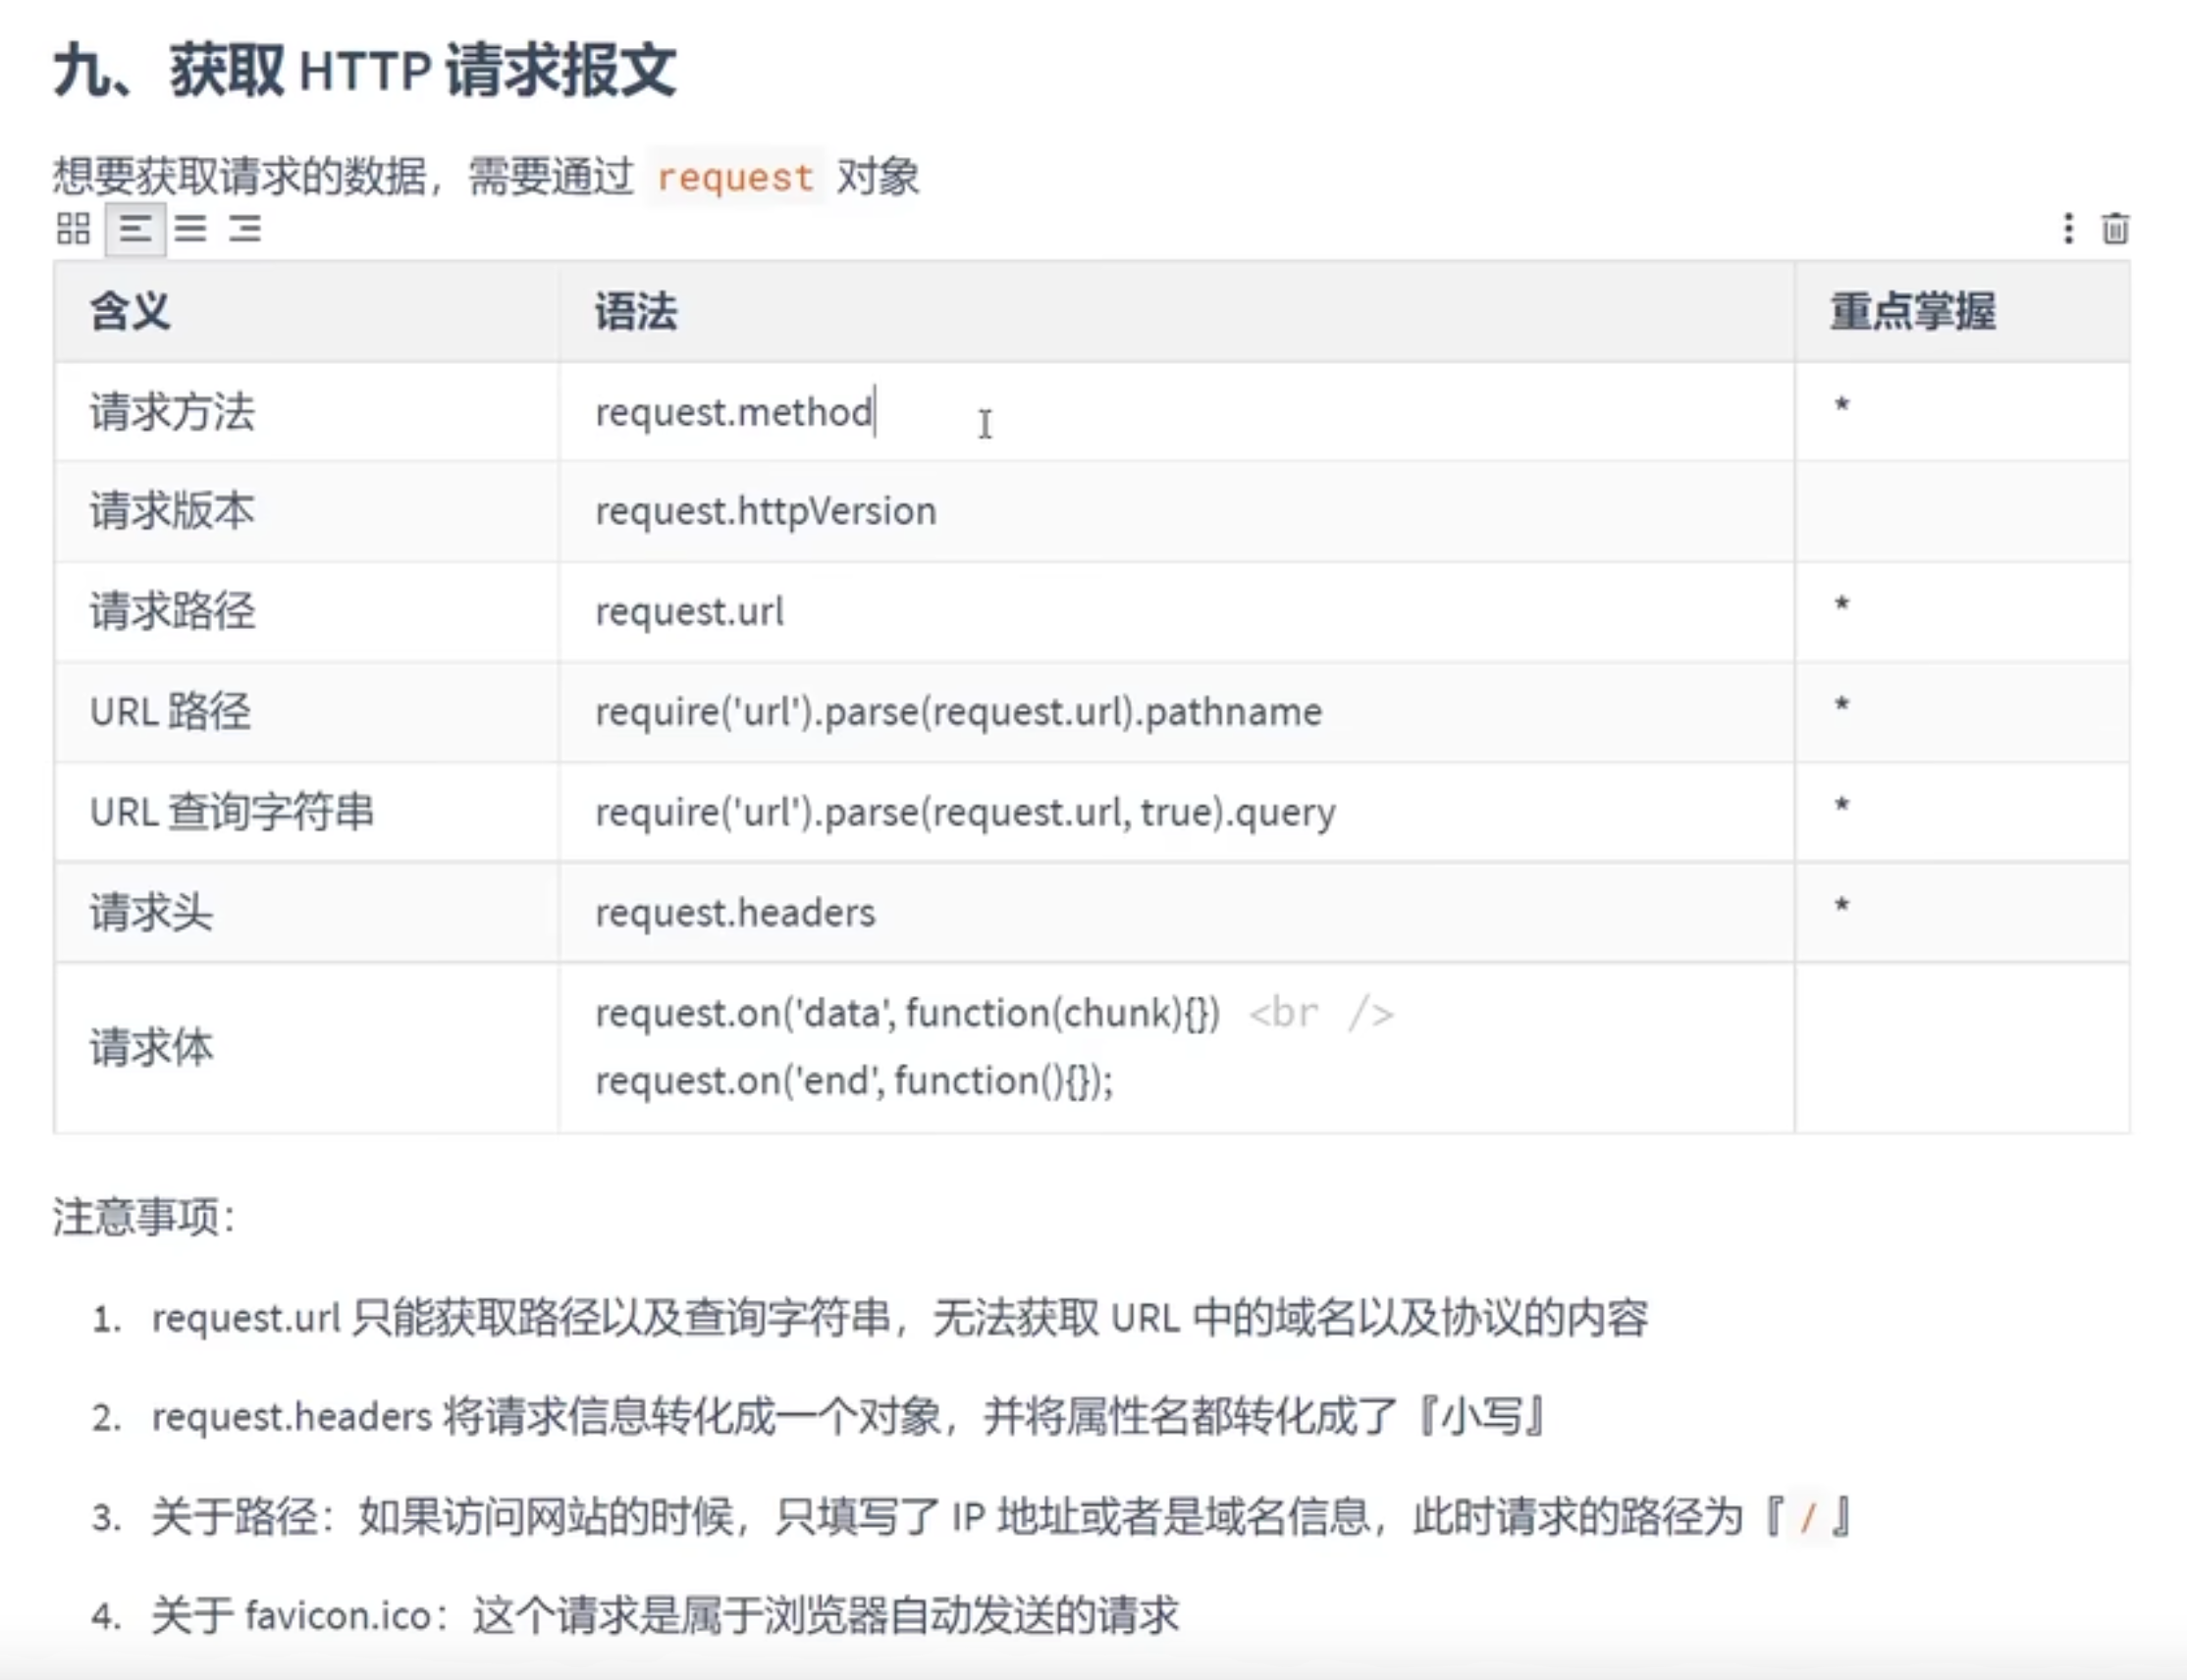 九、获取 HTTP 请求报文
想要获取请求的数据，需要通过 request 对象
含义 语法 重点掌握
请求方法 request.method *
请求版本 request.httpVersion
请求路径 request.url *
URL 路径 require('url').parse(request.url).pathname *
URL 查询字符串 require('url').parse(request.url, true).query *
请求头 request.headers *
请求体 request.on('data', function(chunk){}) <br />
request.on('end', function(){});
注意事项：
1. request.url 只能获取路径以及查询字符串，无法获取 URL 中的域名以及协议的内容
2. request.headers 将请求信息转化成一个对象，并将属性名都转化成了『小写』
3. 关于路径：如果访问网站的时候，只填写了 IP 地址或者是域名信息，此时请求的路径为『 / 』
4. 关于 favicon.ico：这个请求是属于浏览器自动发送的请求